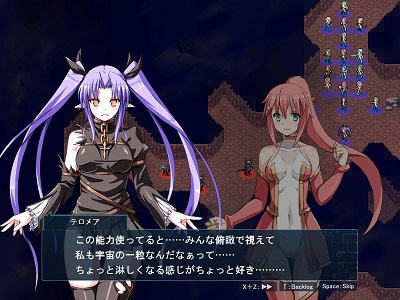 テロメア
この能力使ってると……みんな俯瞰で視えて
私も宇宙の一粒なんだなぁって……
ちょっと淋しくなる感じがちょっと好き………
X+Z: ▶▶ ↑:Backlog Space:Skip